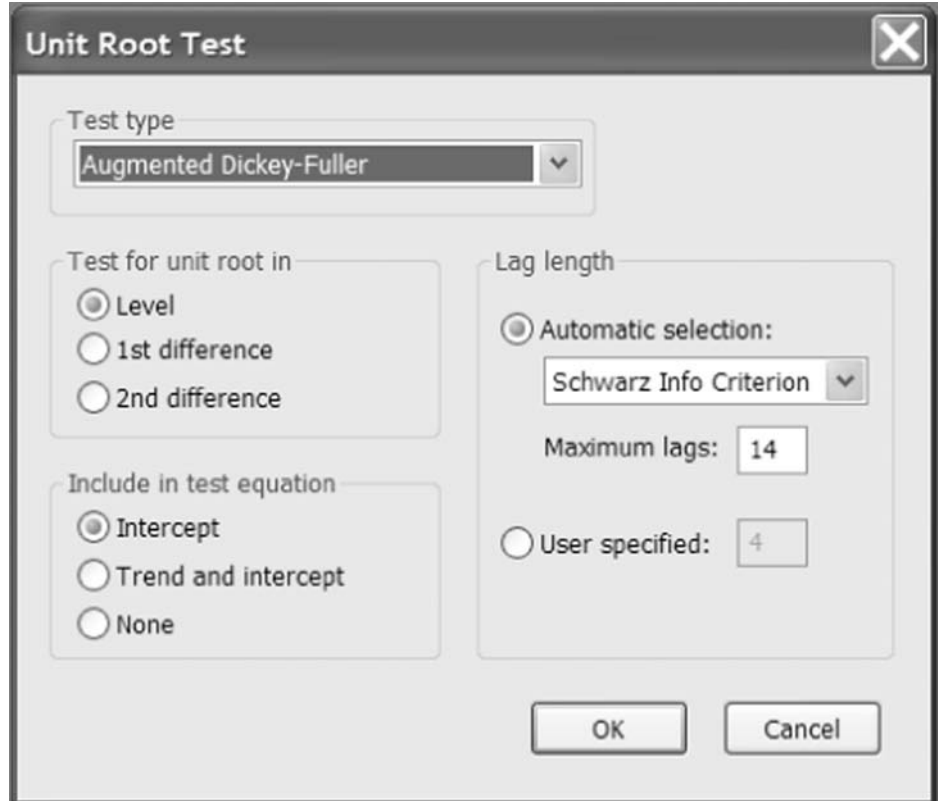 Unit Root Test
Test type
Augmented Dickey-Fuller
Test for unit root in
Level
1st difference
2nd difference
Include in test equation
Intercept
Trend and intercept
None
Lag length
Automatic selection:
Schwarz Info Criterion
Maximum lags: 14
User specified: 4
OK
Cancel